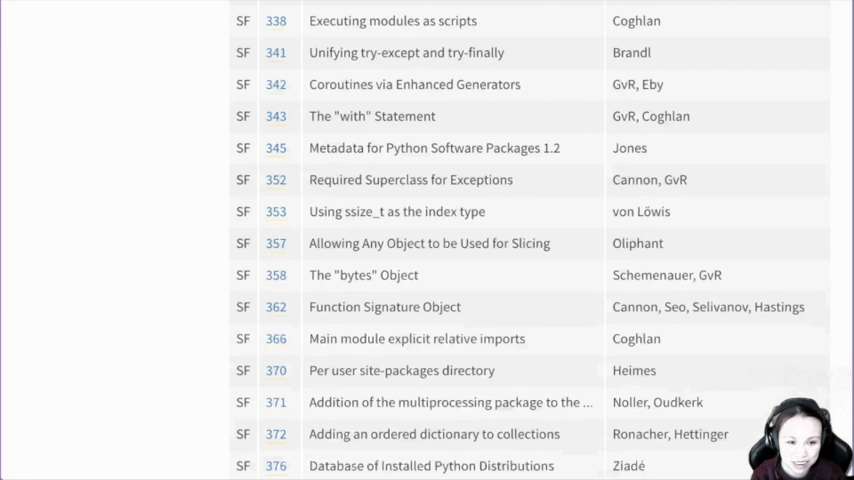 SF 338 Executing modules as scripts Coghlan
SF 341 Unifying try-except and try-finally Brandl
SF 342 Coroutines via Enhanced Generators GvR, Eby
SF 343 The "with" Statement GvR, Coghlan
SF 345 Metadata for Python Software Packages 1.2 Jones
SF 352 Required Superclass for Exceptions Cannon, GvR
SF 353 Using ssize_t as the index type von Löwis
SF 357 Allowing Any Object to be Used for Slicing Oliphant
SF 358 The "bytes" Object Schemenauer, GvR
SF 362 Function Signature Object Cannon, Seo, Selivanov, Hastings
SF 366 Main module explicit relative imports Coghlan
SF 370 Per user site-packages directory Heimes
SF 371 Addition of the multiprocessing package to the ... Noller, Oudkerk
SF 372 Adding an ordered dictionary to collections Ronacher, Hettinger
SF 376 Database of Installed Python Distributions Ziadé